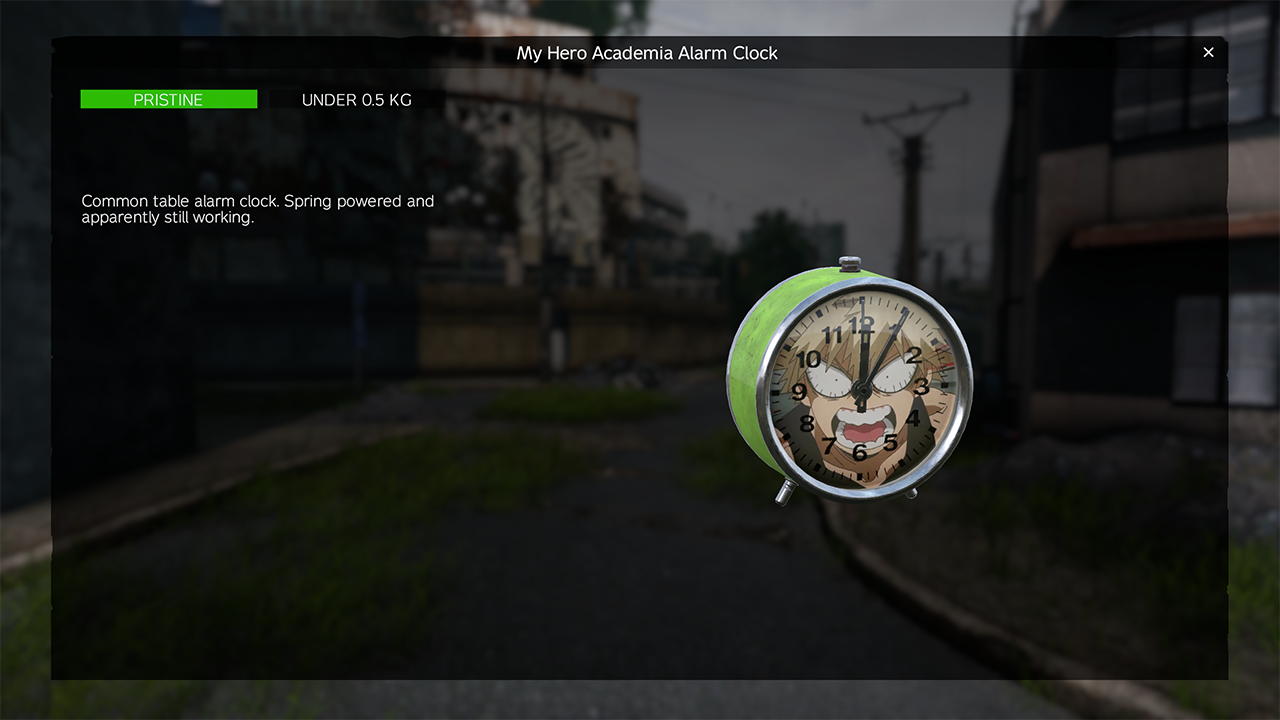 My Hero Academia Alarm Clock
PRISTINE
UNDER 0.5 KG
Common table alarm clock. Spring powered and
apparently still working.
12
11
1
10
2
9
3
8
4
7
5
6